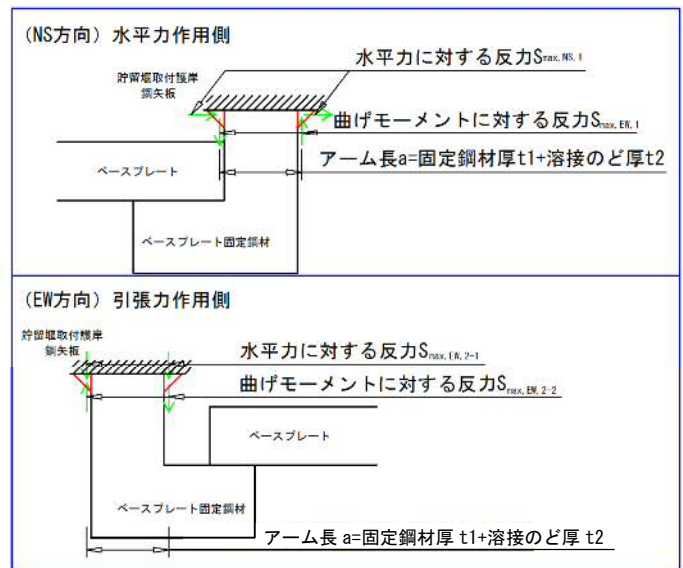 (NS方向) 水平力作用側
水平力に対する反力Smax,NS,1
貯留堰取付護岸
鋼矢板
曲げモーメントに対する反力Smax,EW,1
アーム長a=固定鋼材厚t1+溶接のど厚t2
ベースプレート
ベースプレート固定鋼材
(EW方向) 引張力作用側
貯留堰取付護岸
鋼矢板
水平力に対する反力Smax,EW,2-1
曲げモーメントに対する反力Smax,EW,2-2
ベースプレート
ベースプレート固定鋼材
アーム長 a=固定鋼材厚 t1+溶接のど厚 t2